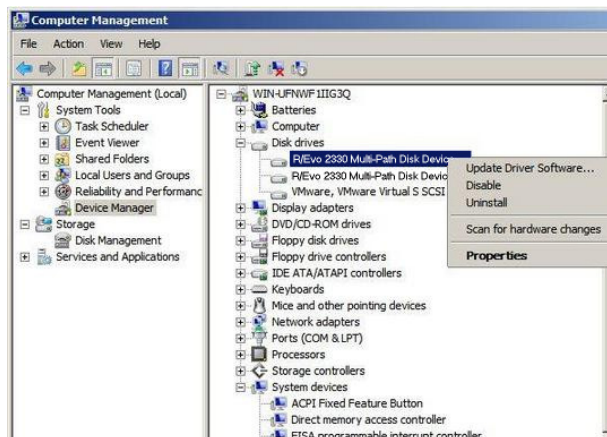 Computer Management
File Action View Help
Computer Management (Local)
System Tools
Task Scheduler
Event Viewer
Shared Folders
Local Users and Groups
Reliability and Performanc
Device Manager
Storage
Disk Management
Services and Applications
WIN-UFNWF1IIG3Q
Batteries
Computer
Disk drives
R/Evo 2330 Multi-Path Disk Device
R/Evo 2330 Multi-Path Disk Devic
VMware, VMware Virtual S SCSI
Display adapters
DVD/CD-ROM drives
Floppy disk drives
Floppy drive controllers
IDE ATA/ATAPI controllers
Keyboards
Mice and other pointing devices
Network adapters
Ports (COM & LPT)
Processors
Storage controllers
System devices
ACPI Fixed Feature Button
Direct memory access controller
EISA programmable interrupt controller
Update Driver Software...
Disable
Uninstall
Scan for hardware changes
Properties